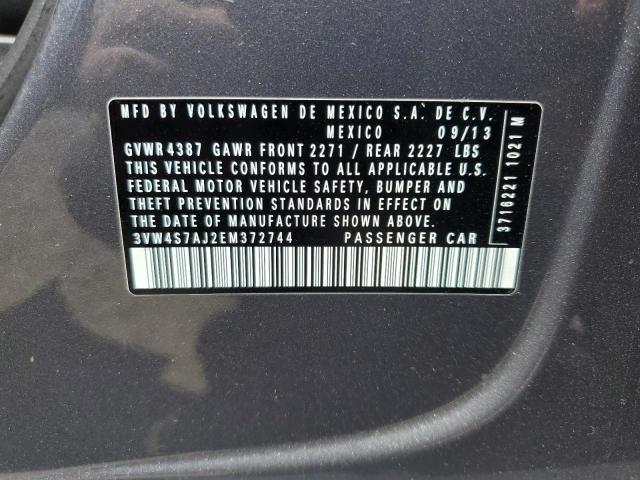 MFD BY VOLKSWAGEN DE MEXICO S.A. DE C.V.
MEXICO 09/13
GVWR 4387 GAWR FRONT 2271 / REAR 2227 LBS
THIS VEHICLE CONFORMS TO ALL APPLICABLE U.S.
FEDERAL MOTOR VEHICLE SAFETY, BUMPER AND
THEFT PREVENTION STANDARDS IN EFFECT ON
THE DATE OF MANUFACTURE SHOWN ABOVE.
3VW4S7AJ2EM372744 PASSENGER CAR
3716221 1021 M